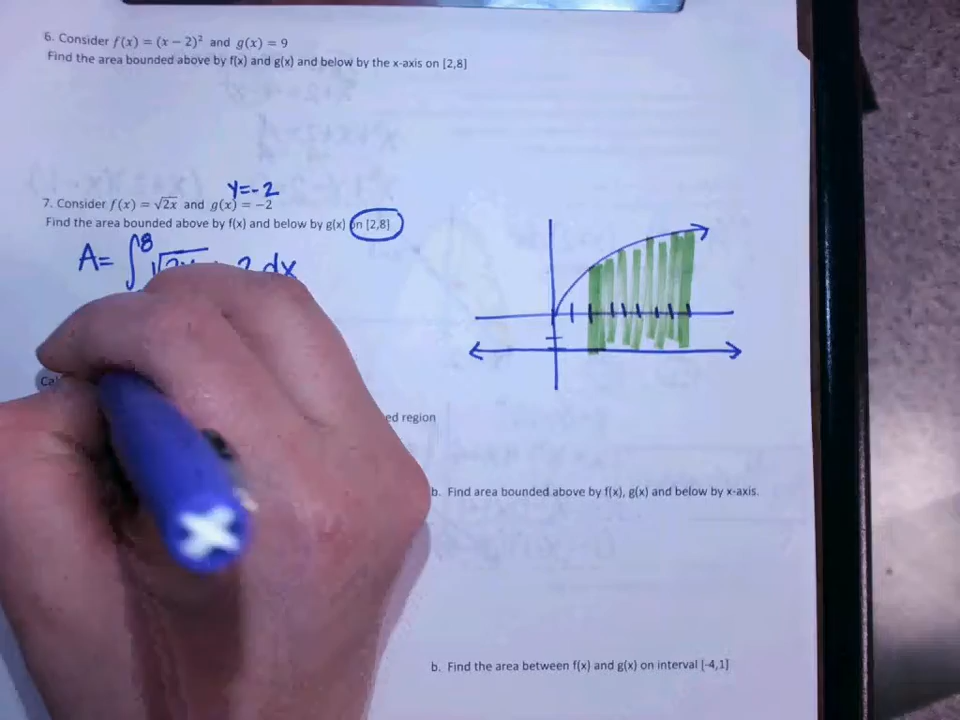 6. Consider f(x) = (x − 2)² and g(x) = 9
Find the area bounded above by f(x) and g(x) and below by the x-axis on [2,8]
y=-2
7. Consider f(x) = √2x and g(x) = −2
Find the area bounded above by f(x) and below by g(x) on [2,8]
A= ∫ 8 √2x 2 dx
ed region
b. Find area bounded above by f(x), g(x) and below by x-axis.
b. Find the area between f(x) and g(x) on interval [-4,1]